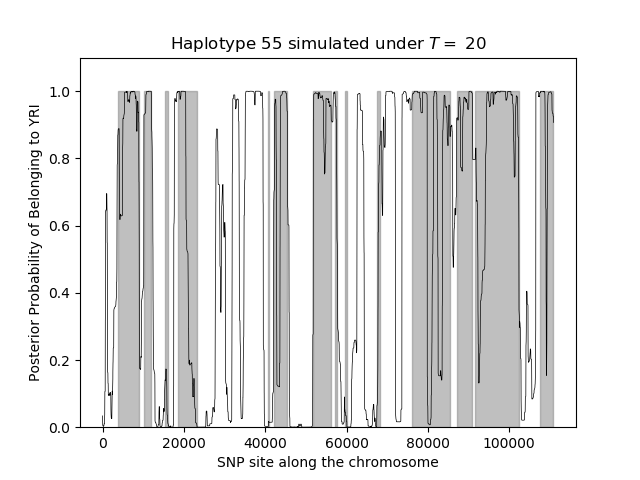 Haplotype 55 simulated under T = 20
Posterior Probability of Belonging to YRI
1.0
0.8
0.6
0.4
0.2
0.0
0 20000 40000 60000 80000 100000
SNP site along the chromosome